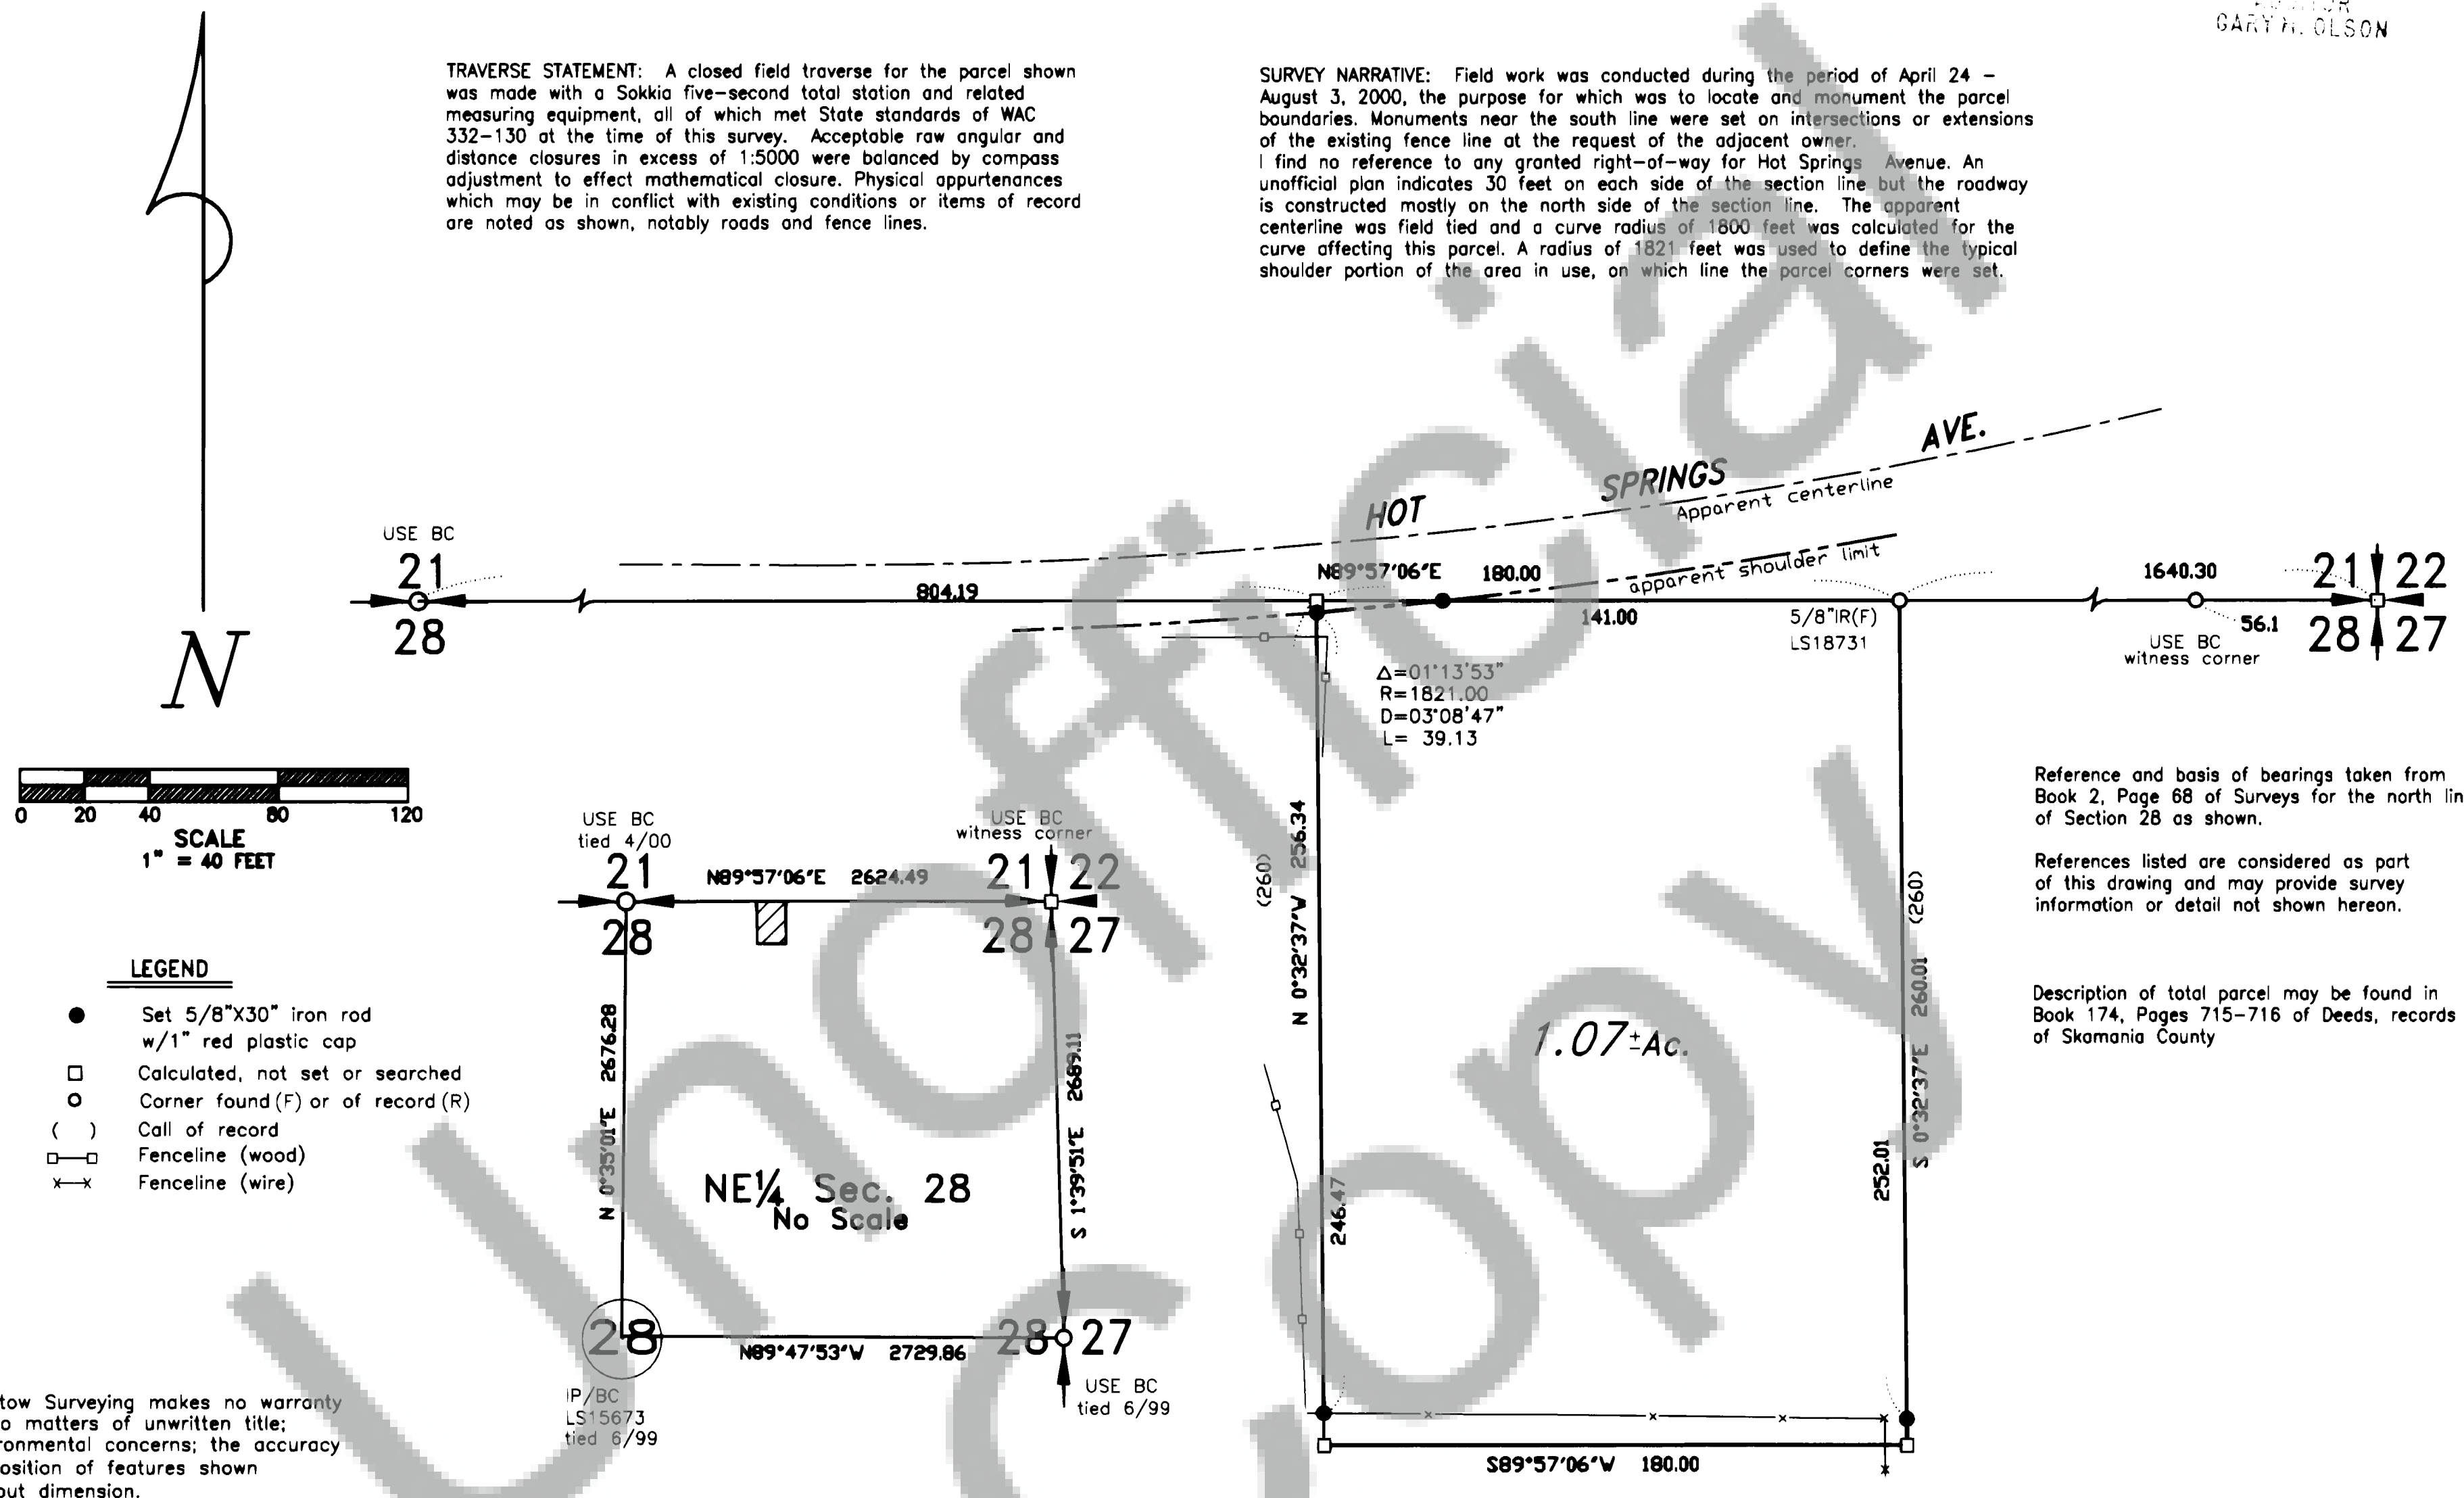 GARY M. OLSON
TRAVERSE STATEMENT: A closed field traverse for the parcel shown
was made with a Sokkia five-second total station and related
measuring equipment, all of which met State standards of WAC
332-130 at the time of this survey. Acceptable raw angular and
distance closures in excess of 1:5000 were balanced by compass
adjustment to effect mathematical closure. Physical appurtenances
which may be in conflict with existing conditions or items of record
are noted as shown, notably roads and fence lines.
SURVEY NARRATIVE: Field work was conducted during the period of April 24 -
August 3, 2000, the purpose for which was to locate and monument the parcel
boundaries. Monuments near the south line were set on intersections or extensions
of the existing fence line at the request of the adjacent owner.
I find no reference to any granted right-of-way for Hot Springs Avenue. An
unofficial plan indicates 30 feet on each side of the section line but the roadway
is constructed mostly on the north side of the section line. The apparent
centerline was field tied and a curve radius of 1800 feet was calculated for the
curve affecting this parcel. A radius of 1821 feet was used to define the typical
shoulder portion of the area in use, on which line the parcel corners were set.
N
HOT SPRINGS AVE.
Apparent centerline
apparent shoulder limit
USE BC
21
28
804.19
N89°57'06"E 180.00
141.00
5/8"IR(F)
LS18731
1640.30
56.1
USE BC
witness corner
21 22
28 27
Δ=01°13'53"
R=1821.00
D=03°08'47"
L= 39.13
0 20 40 80 120
SCALE
1" = 40 FEET
LEGEND
Set 5/8"X30" iron rod
w/1" red plastic cap
Calculated, not set or searched
Corner found (F) or of record (R)
( ) Call of record
Fenceline (wood)
x—x Fenceline (wire)
USE BC
tied 4/00
21
28
N89°57'06"E 2624.49
USE BC
witness corner
21 22
28 27
N 0°35'01"E 2676.28
S 1°39'51"E 2689.11
NE¼ Sec. 28
No Scale
28
N89°47'53"W 2729.86
28 27
IP/BC
LS15673
tied 6/99
USE BC
tied 6/99
N 0°32'37"W 256.34
(260)
246.47
1.07±Ac.
S 0°32'37"E 260.01 (260)
252.01
S89°57'06"W 180.00
Reference and basis of bearings taken from
Book 2, Page 68 of Surveys for the north lin
of Section 28 as shown.
References listed are considered as part
of this drawing and may provide survey
information or detail not shown hereon.
Description of total parcel may be found in
Book 174, Pages 715-716 of Deeds, records
of Skamania County
tow Surveying makes no warranty
o matters of unwritten title;
ronmental concerns; the accuracy
osition of features shown
out dimension.
Unofficial
Copy